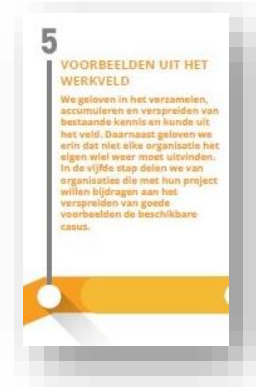 5
VOORBEELDEN UIT HET
WERKVELD
We geloven in het verzamelen,
accumuleren en verspreiden van
bestaande kennis en kunde uit
het veld. Daarnaast geloven we
erin dat niet elke organisatie het
eigen wiel weer moet uitvinden.
In de vijfde stap delen we van
organisaties die met hun project
willen bijdragen aan het
verspreiden van goede
voorbeelden de beschikbare
casus.